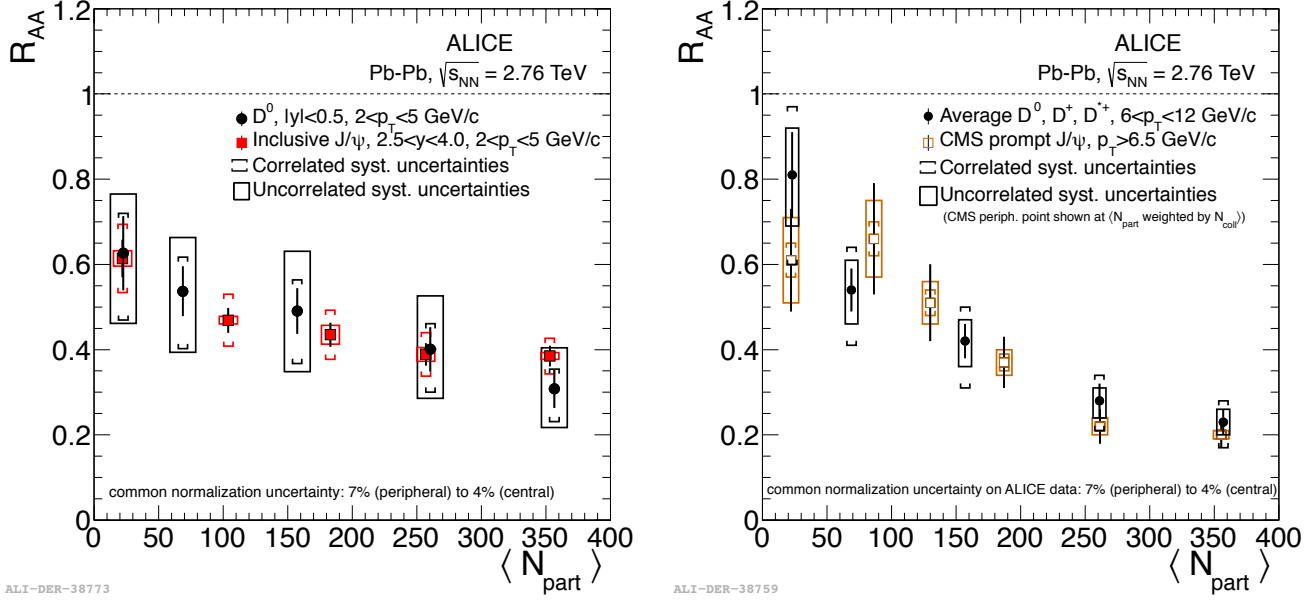 R_AA
1.2
1
0.8
0.6
0.4
0.2
0
ALICE
Pb-Pb, √s_NN = 2.76 TeV
D⁰, |y|<0.5, 2<p_T<5 GeV/c
Inclusive J/ψ, 2.5<y<4.0, 2<p_T<5 GeV/c
Correlated syst. uncertainties
Uncorrelated syst. uncertainties
common normalization uncertainty: 7% (peripheral) to 4% (central)
0 50 100 150 200 250 300 350 400
⟨ N_part ⟩
ALI-DER-38773
R_AA
1.2
1
0.8
0.6
0.4
0.2
0
ALICE
Pb-Pb, √s_NN = 2.76 TeV
Average D⁰, D⁺, D*⁺, 6<p_T<12 GeV/c
CMS prompt J/ψ, p_T>6.5 GeV/c
Correlated syst. uncertainties
Uncorrelated syst. uncertainties
(CMS periph. point shown at ⟨N_part weighted by N_coll⟩)
common normalization uncertainty on ALICE data: 7% (peripheral) to 4% (central)
0 50 100 150 200 250 300 350 400
⟨ N_part ⟩
ALI-DER-38759